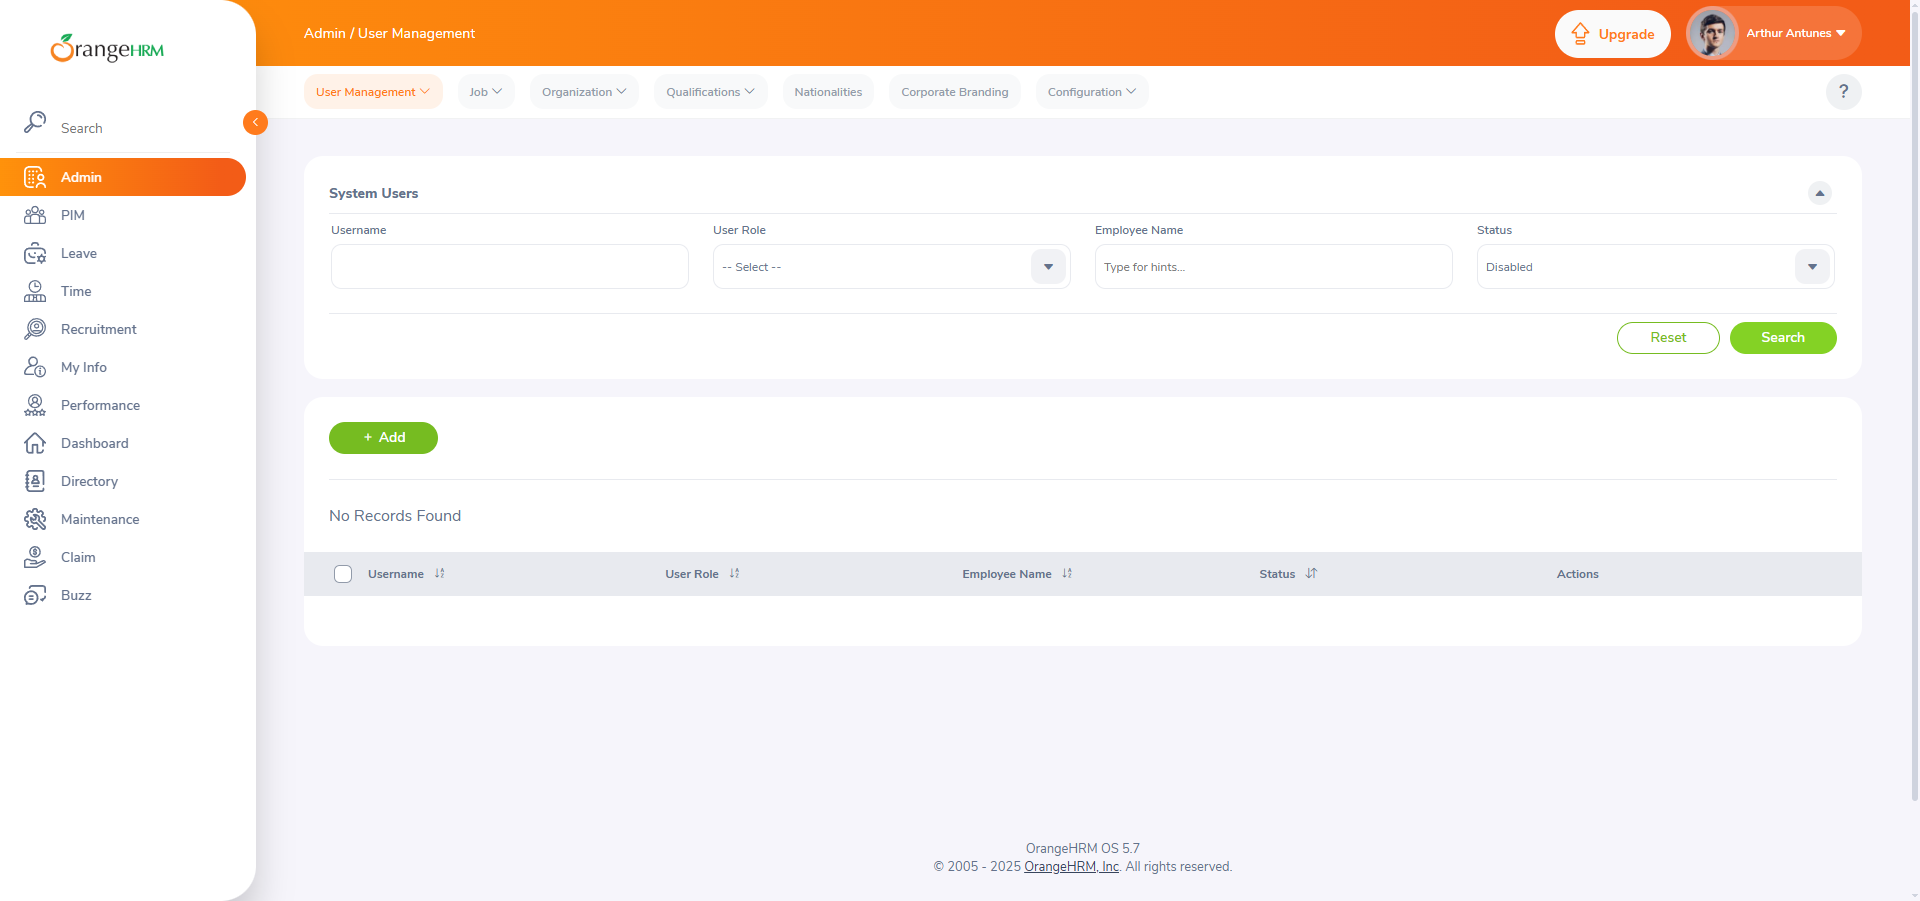 OrangeHRM
Admin / User Management
Upgrade
Arthur Antunes
User Management
Job
Organization
Qualifications
Nationalities
Corporate Branding
Configuration
?
Search
Admin
PIM
Leave
Time
Recruitment
My Info
Performance
Dashboard
Directory
Maintenance
Claim
Buzz
System Users
Username
User Role
Employee Name
Status
-- Select --
Type for hints...
Disabled
Reset
Search
+ Add
No Records Found
Username
User Role
Employee Name
Status
Actions
OrangeHRM OS 5.7
© 2005 - 2025 OrangeHRM, Inc. All rights reserved.